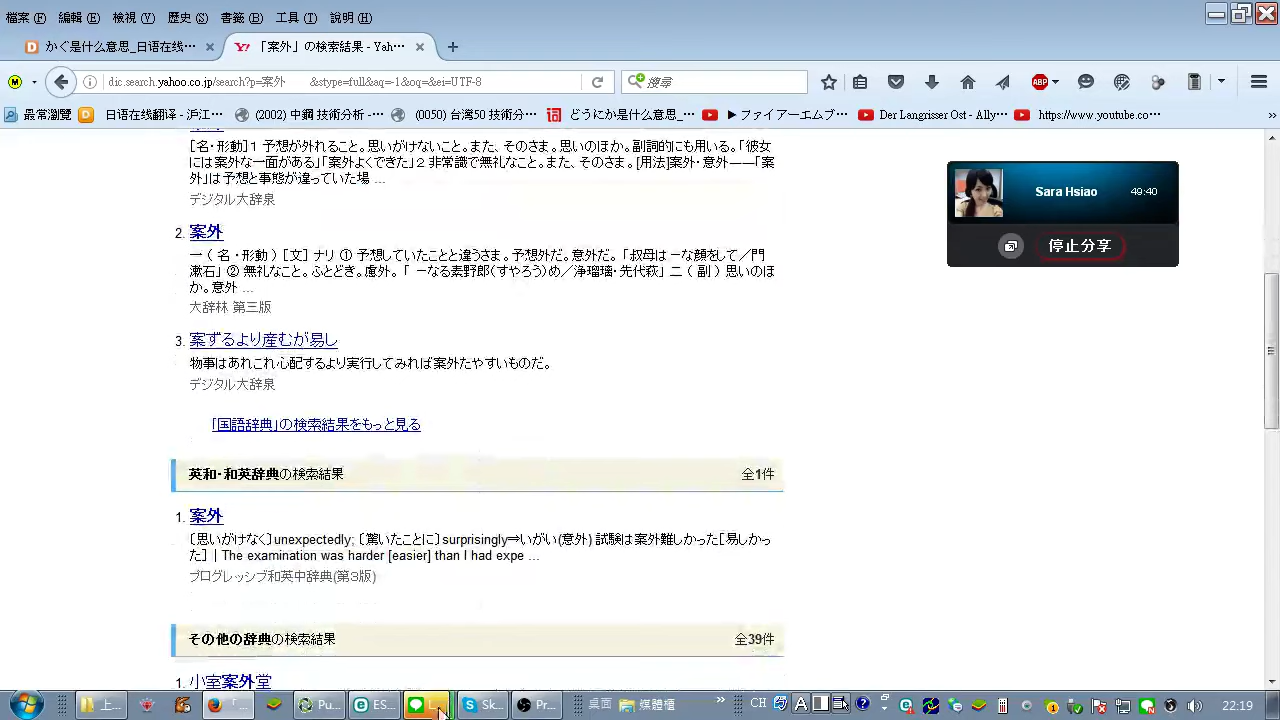 檔案(F) 編輯(E) 檢視(V) 歷史(S) 書籤(B) 工具(T) 說明(H)
かぐ是什么意思_日语在线… 「案外」の検索結果 - Yah…
dic.search.yahoo.co.jp/search?p=案外 &stype=full&aq=-1&oq=&ei=UTF-8
搜尋
ABP
最常瀏覽 日语在线翻译 - 沪江… (2002) 中鋼 技術分析 - … (0050) 台灣50 技術分… どうにか是什么意思_… ▶ファイアーエムブ… Der Langriser Ost - Ally… https://www.youtube.co…
[名・形動]1 予想が外れること。思いがけないこと。また、そのさま。思いのほか。副詞的にも用いる。「彼女
には案外な一面がある」「案外よくできた」2 非常識で無礼なこと。また、そのさま。[用法]案外・意外――「案
外」は予想と事態が違っていた場 ...
デジタル大辞泉
2. 案外
一 ( 名 ・形動 ) [文] ナリ ① 予想していたことと違うさま。予想外だ。意外だ。「叔母は －な顔をして／門
漱石」 ② 無礼なこと。ふとどき。慮外。「 －なる素野郎(すやろう)め／浄瑠璃・先代萩」 二 ( 副 ) 思いのほ
か。意外 ...
大辞林 第三版
3. 案ずるより産むが易し
物事はあれこれ心配するより実行してみれば案外たやすいものだ。
デジタル大辞泉
「国語辞典」の検索結果をもっと見る
英和・和英辞典の検索結果 全1件
1. 案外
〔思いがけなく〕unexpectedly; 〔驚いたことに〕surprisingly⇒いがい(意外) 試験は案外難しかった[易しかっ
た] | The examination was harder [easier] than I had expe ...
プログレッシブ和英中辞典(第3版)
その他の辞典の検索結果 全39件
1. 小室案外堂
Sara Hsiao 49:40
停止分享
上… 「… Pu… ES… L… Sk… Pr… 桌面 媒體櫃 CH 22:19